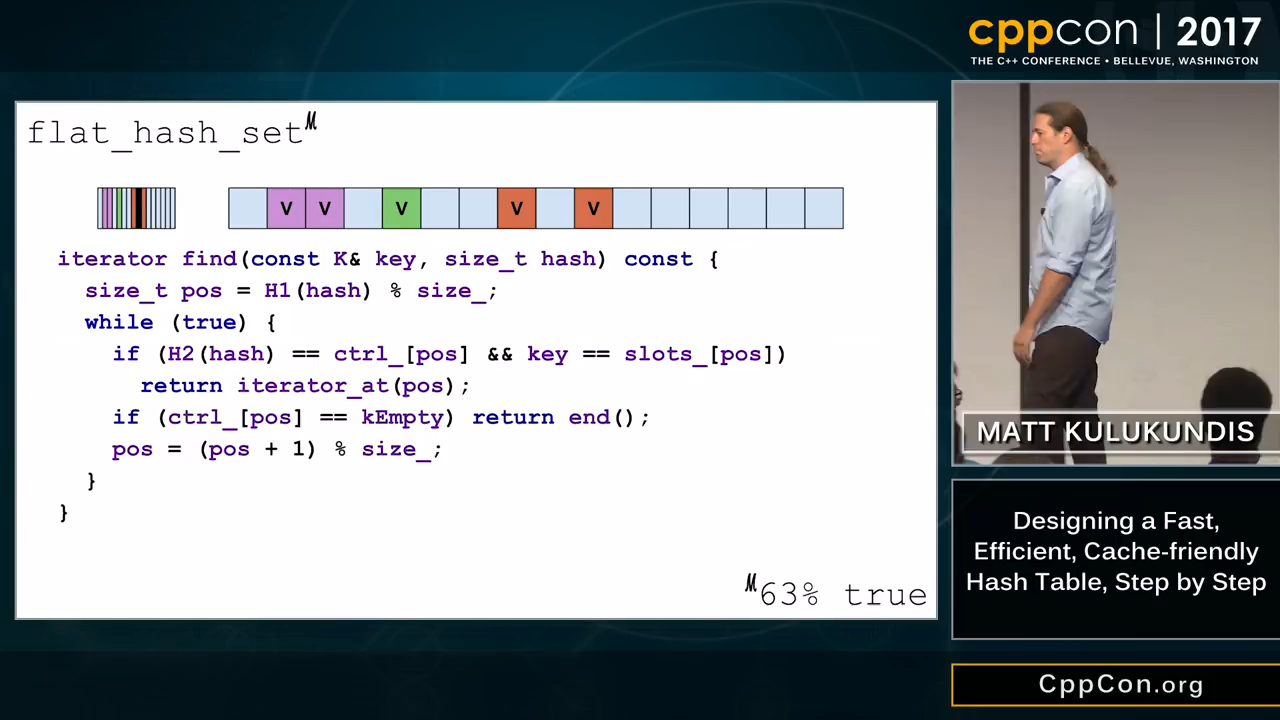 cppcon | 2017
THE C++ CONFERENCE • BELLEVUE, WASHINGTON
flat_hash_setᴹ
v v v v v
iterator find(const K& key, size_t hash) const {
size_t pos = H1(hash) % size_;
while (true) {
if (H2(hash) == ctrl_[pos] && key == slots_[pos])
return iterator_at(pos);
if (ctrl_[pos] == kEmpty) return end();
pos = (pos + 1) % size_;
}
}
ᴹ63% true
MATT KULUKUNDIS
Designing a Fast,
Efficient, Cache-friendly
Hash Table, Step by Step
CppCon.org